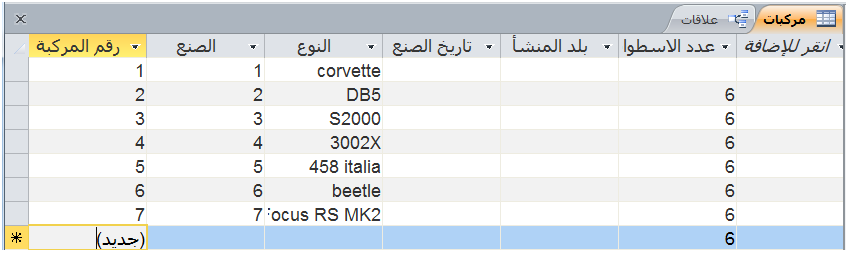 مركبات علاقات
رقم المركبة الصنع النوع تاريخ الصنع بلد المنشأ عدد الاسطوا انقر للإضافة
1 1 corvette
2 2 DB5 6
3 3 S2000 6
4 4 3002X 6
5 5 458 italia 6
6 6 beetle 6
7 7 Focus RS MK2 6
(جديد) 6